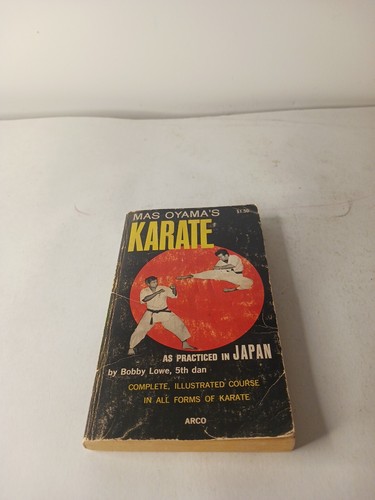 MAS OYAMA'S
KARATE
AS PRACTICED IN JAPAN
by Bobby Lowe, 5th dan
COMPLETE, ILLUSTRATED COURSE
IN ALL FORMS OF KARATE
ARCO